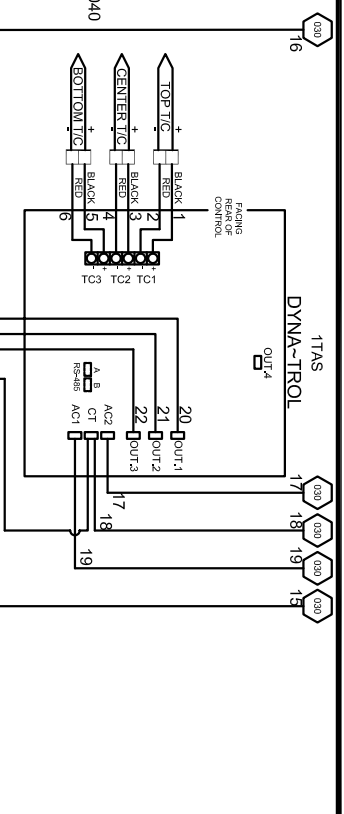 040
030
16
TOP T/C
CENTER T/C
BOTTOM T/C
+
-
+
-
+
-
BLACK
RED
BLACK
RED
BLACK
RED
1
2
3
4
5
6
FACING
REAR OF
CONTROL
+
-
+
-
+
-
TC1
TC2
TC3
1TAS
DYNA~TROL
OUT.4
A
B
RS-485
20
21
22
OUT.1
OUT.2
OUT.3
AC2
CT
AC1
17
18
19
17
030
18
030
19
030
15
030